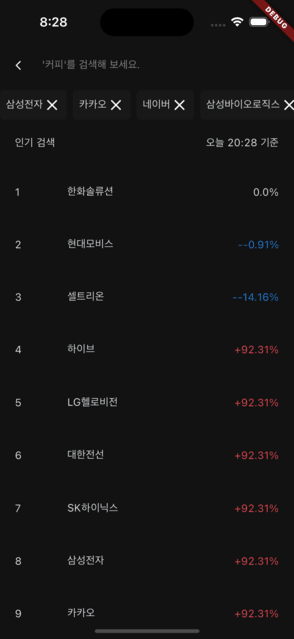 8:28
DEBUG
'커피'를 검색해 보세요.
삼성전자 카카오 네이버 삼성바이오로직스
인기 검색 오늘 20:28 기준
1 한화솔루션 0.0%
2 현대모비스 --0.91%
3 셀트리온 --14.16%
4 하이브 +92.31%
5 LG헬로비전 +92.31%
6 대한전선 +92.31%
7 SK하이닉스 +92.31%
8 삼성전자 +92.31%
9 카카오 +92.31%